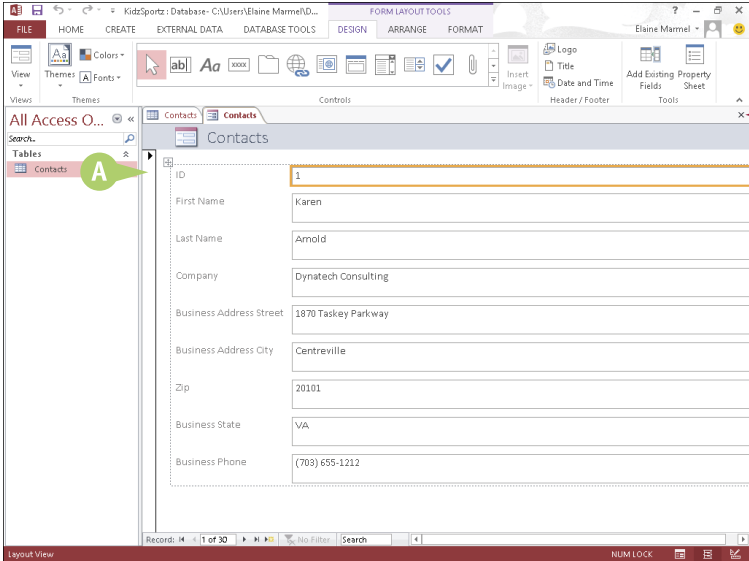 KidzSportz : Database- C:\Users\Elaine Marmel\D...
FORM LAYOUT TOOLS
?
FILE HOME CREATE EXTERNAL DATA DATABASE TOOLS DESIGN ARRANGE FORMAT Elaine Marmel
View
Themes
Aa
Colors
A Fonts
ab|
Aa
xxxx
Insert
Image
Logo
Title
Date and Time
Add Existing
Fields
Property
Sheet
Views Themes Controls Header / Footer Tools
All Access O...
Search..
Tables
Contacts
A
Contacts Contacts
Contacts
ID 1
First Name Karen
Last Name Arnold
Company Dynatech Consulting
Business Address Street 1870 Taskey Parkway
Business Address City Centreville
Zip 20101
Business State VA
Business Phone (703) 655-1212
Record: 1 of 30 No Filter Search
Layout View NUM LOCK